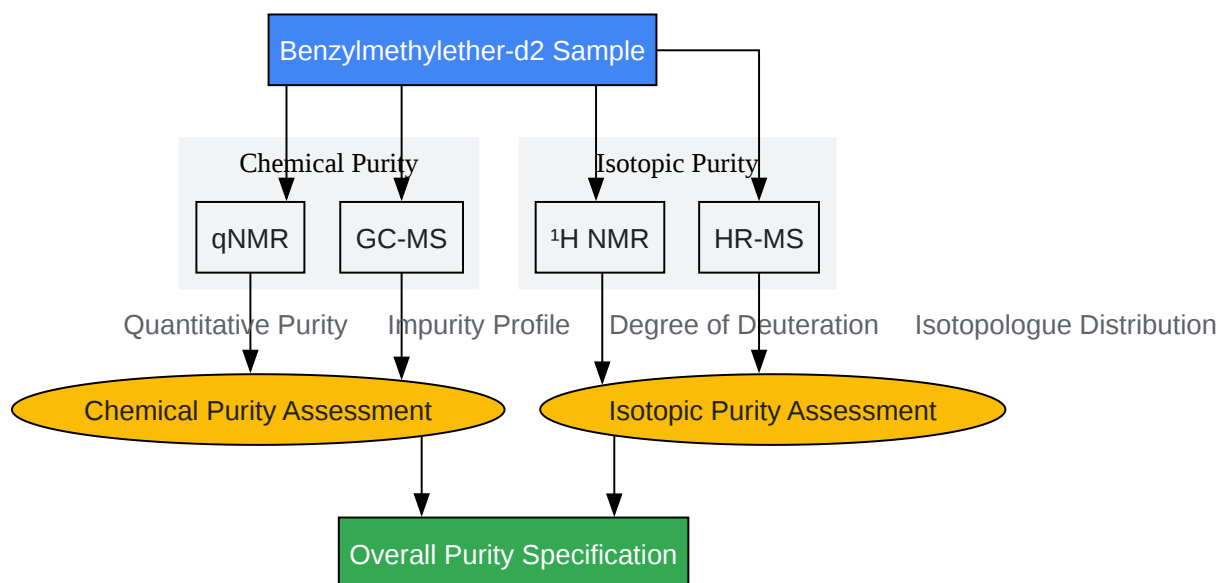 Benzylmethylether-d2 Sample
Chemical Purity
Isotopic Purity
qNMR
GC-MS
¹H NMR
HR-MS
Quantitative Purity
Impurity Profile
Degree of Deuteration
Isotopologue Distribution
Chemical Purity Assessment
Isotopic Purity Assessment
Overall Purity Specification